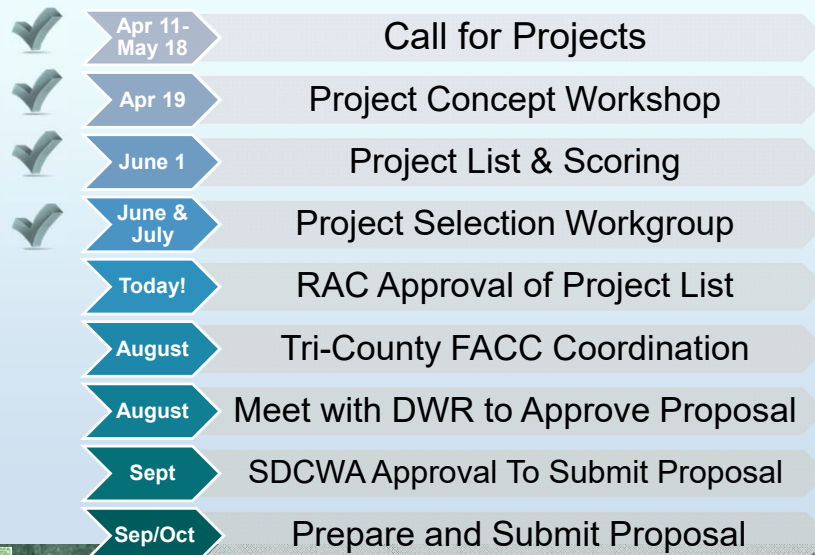 Apr 11-
May 18
Call for Projects
Apr 19
Project Concept Workshop
June 1
Project List & Scoring
June &
July
Project Selection Workgroup
Today!
RAC Approval of Project List
August
Tri-County FACC Coordination
August
Meet with DWR to Approve Proposal
Sept
SDCWA Approval To Submit Proposal
Sep/Oct
Prepare and Submit Proposal